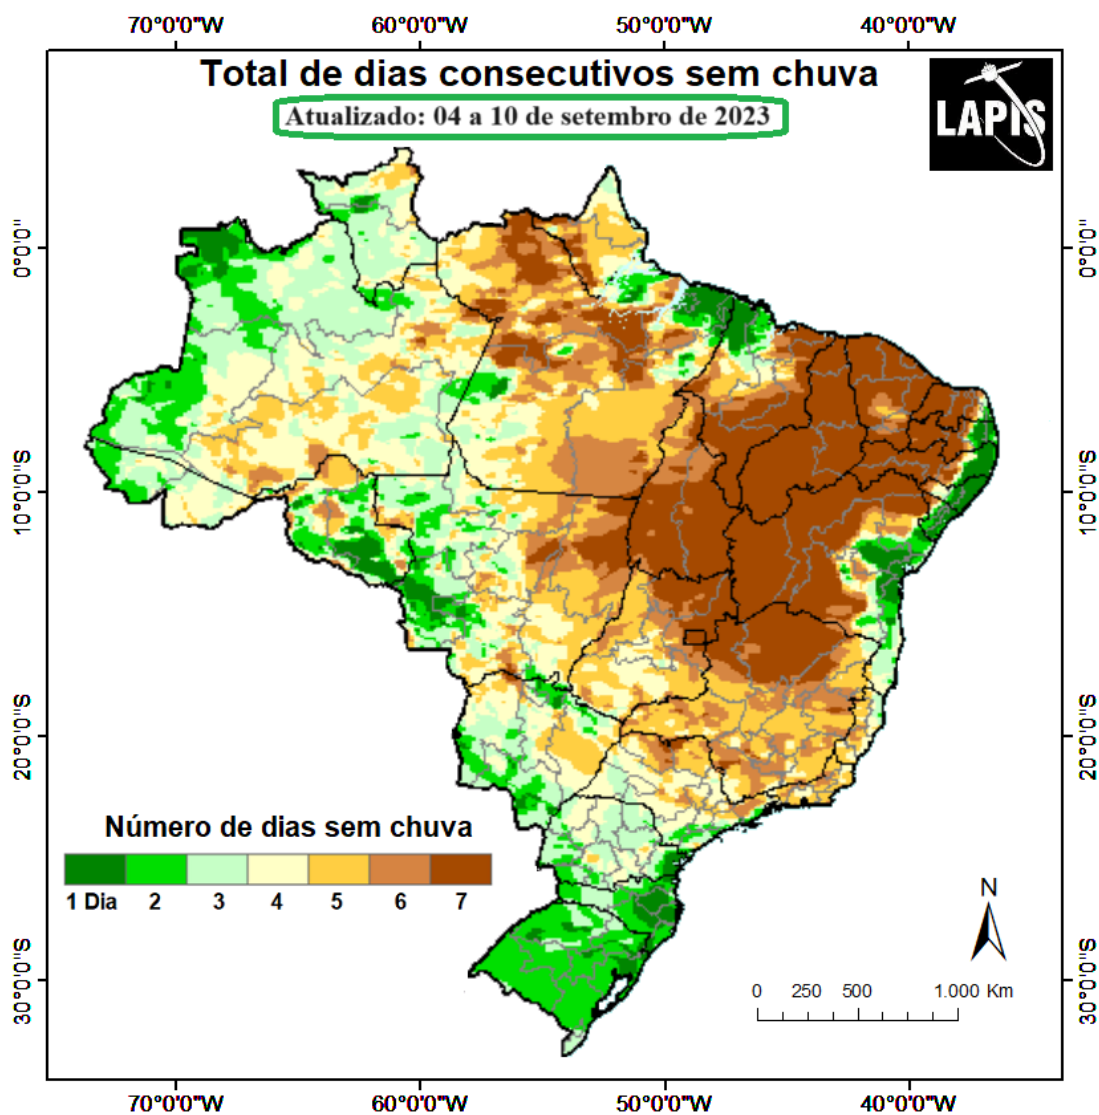 70°0'0"W 60°0'0"W 50°0'0"W 40°0'0"W
Total de dias consecutivos sem chuva
Atualizado: 04 a 10 de setembro de 2023
LAPIS
0°0'0" 0°0'0"
10°0'0"S 10°0'0"S
20°0'0"S 20°0'0"S
Número de dias sem chuva
1 Dia 2 3 4 5 6 7
N
30°0'0"S 30°0'0"S
0 250 500 1.000 Km
70°0'0"W 60°0'0"W 50°0'0"W 40°0'0"W